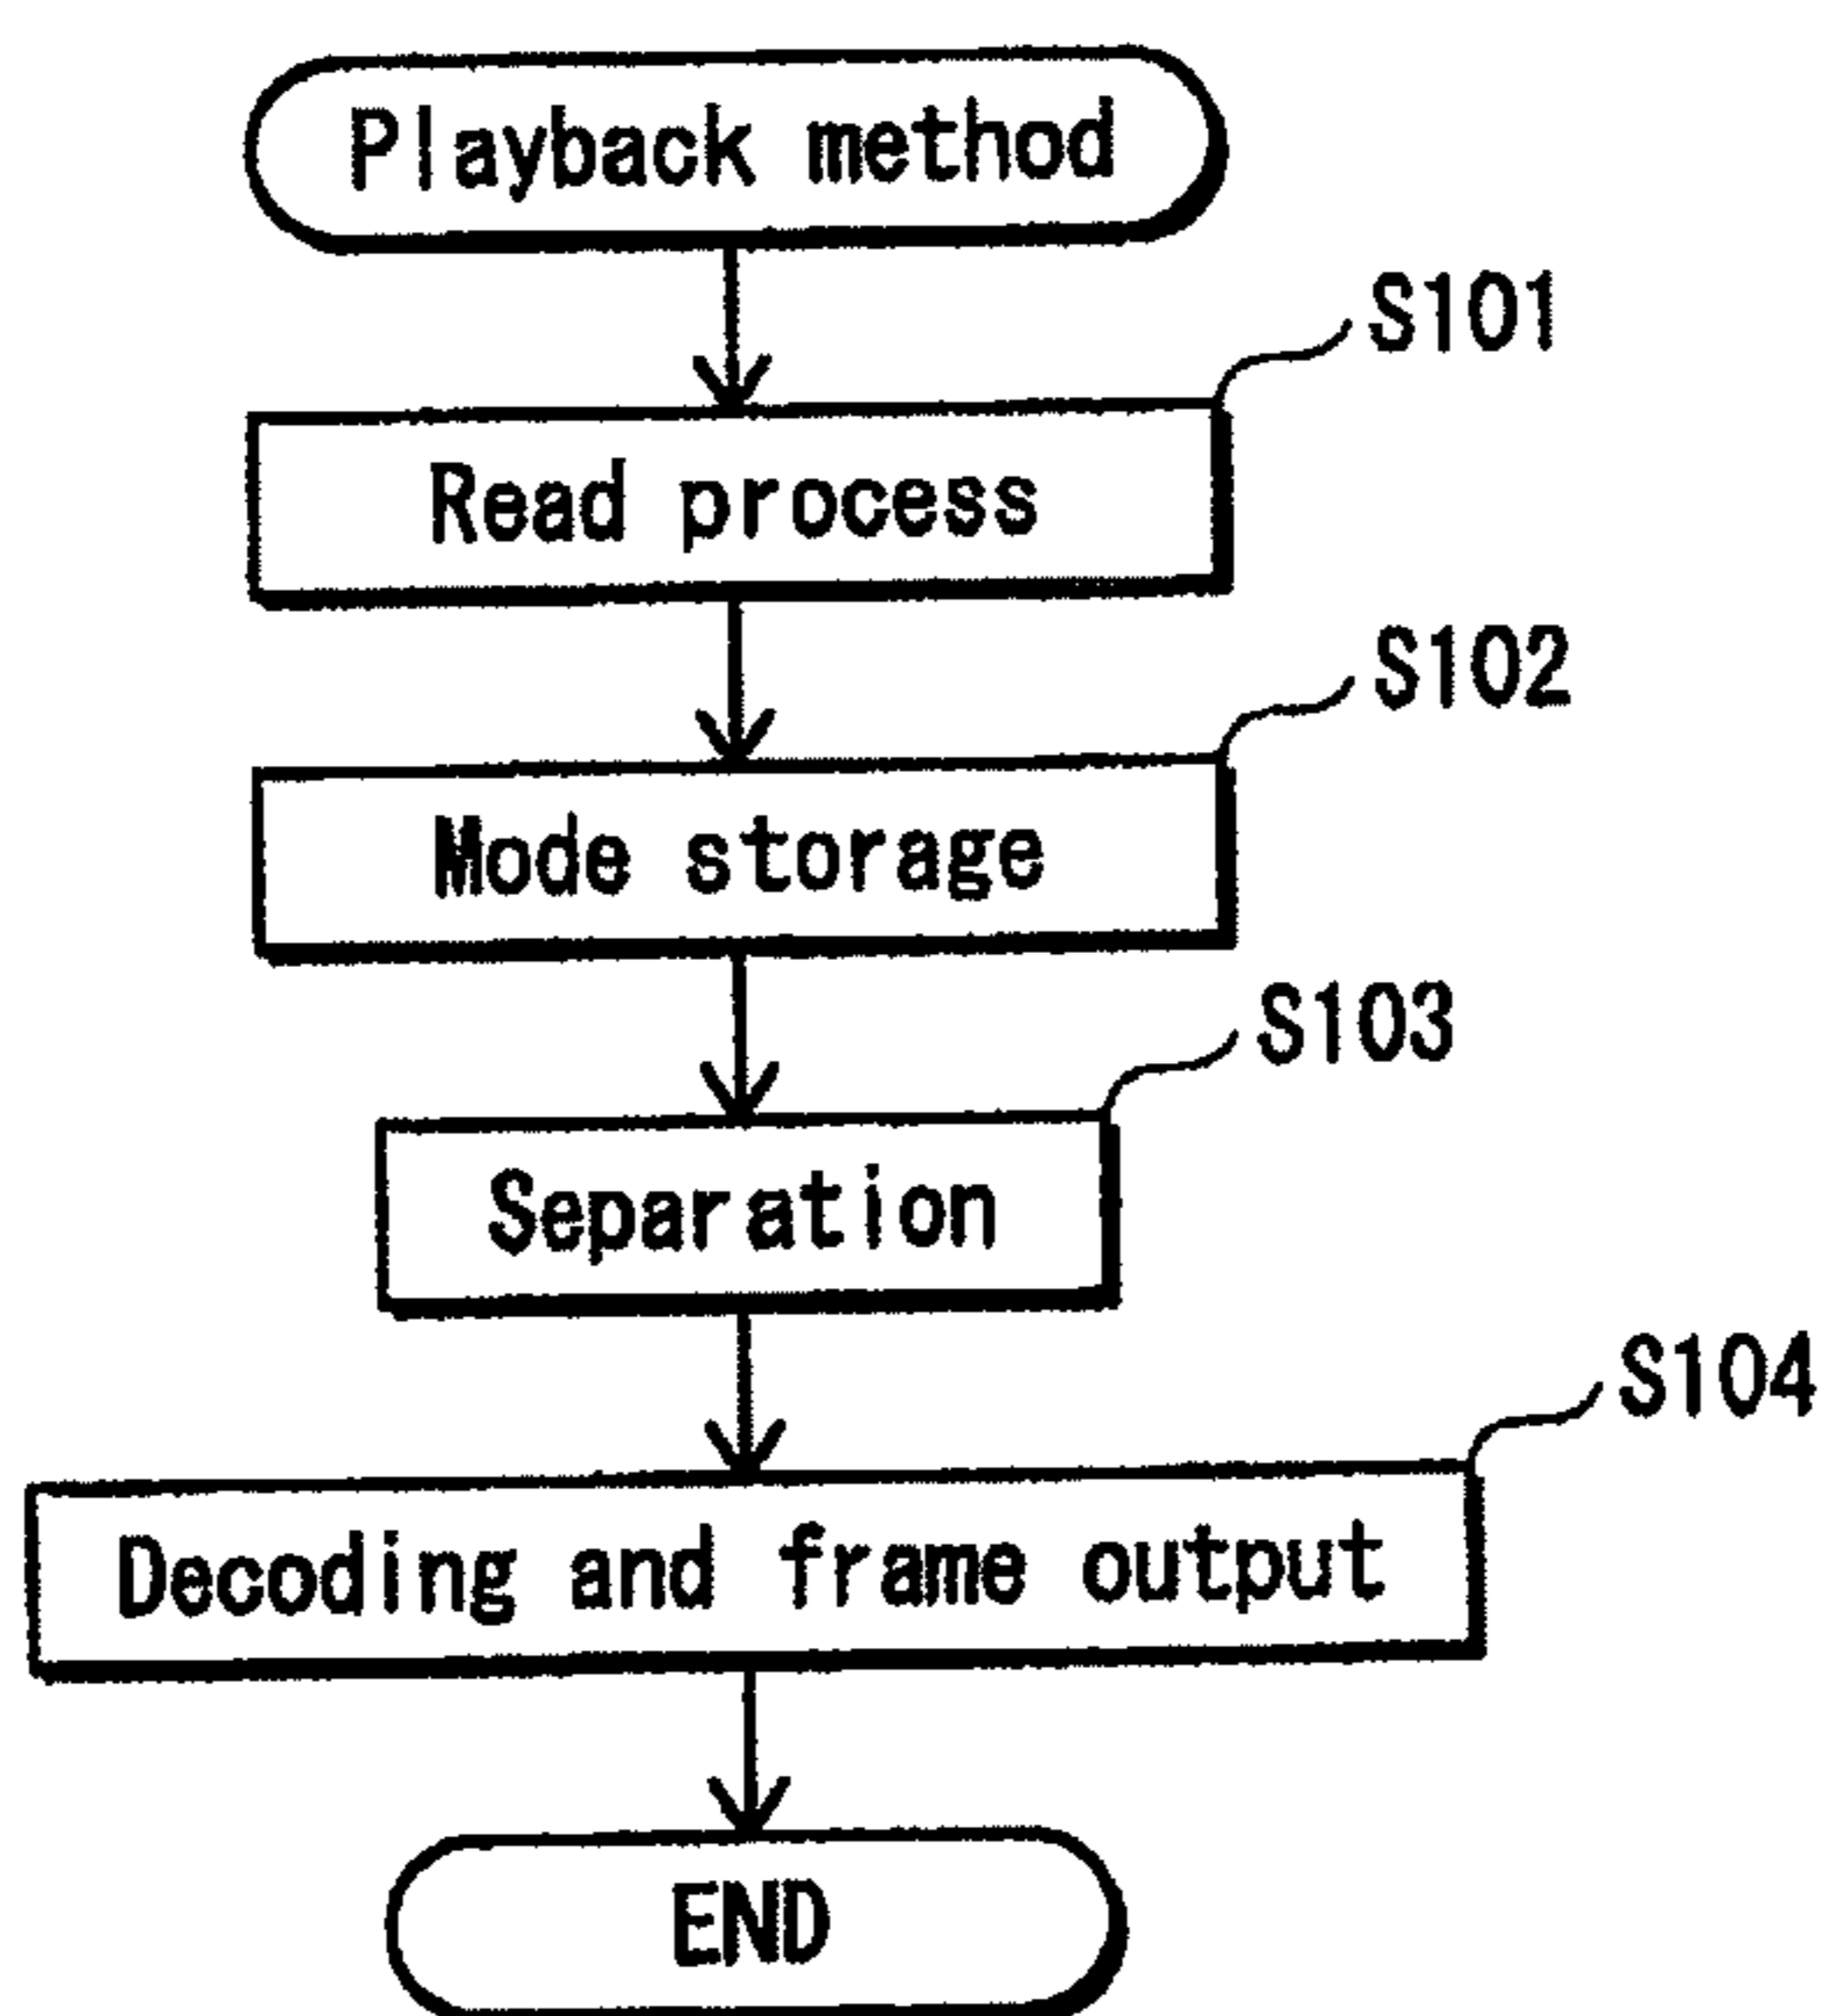 Playback method
S101
Read process
S102
Mode storage
S103
Separation
S104
Decoding and frame output
END